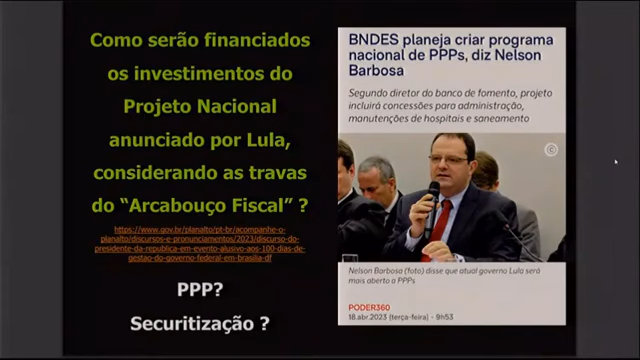 Como serão financiados
os investimentos do
Projeto Nacional
anunciado por Lula,
considerando as travas
do “Arcabouço Fiscal” ?
https://www.gov.br/planalto/pt-br/acompanhe-o-
planalto/discursos-e-pronunciamentos/2023/discurso-do-
presidente-da-republica-em-evento-alusivo-aos-100-dias-de-
gestao-do-governo-federal-em-brasilia-df
PPP?
Securitização ?
BNDES planeja criar programa
nacional de PPPs, diz Nelson
Barbosa
Segundo diretor do banco de fomento, projeto
incluirá concessões para administração,
manutenções de hospitais e saneamento
©
Nelson Barbosa (foto) disse que atual governo Lula será
mais aberto a PPPs
PODER360
18.abr.2023 (terça-feira) - 9h53